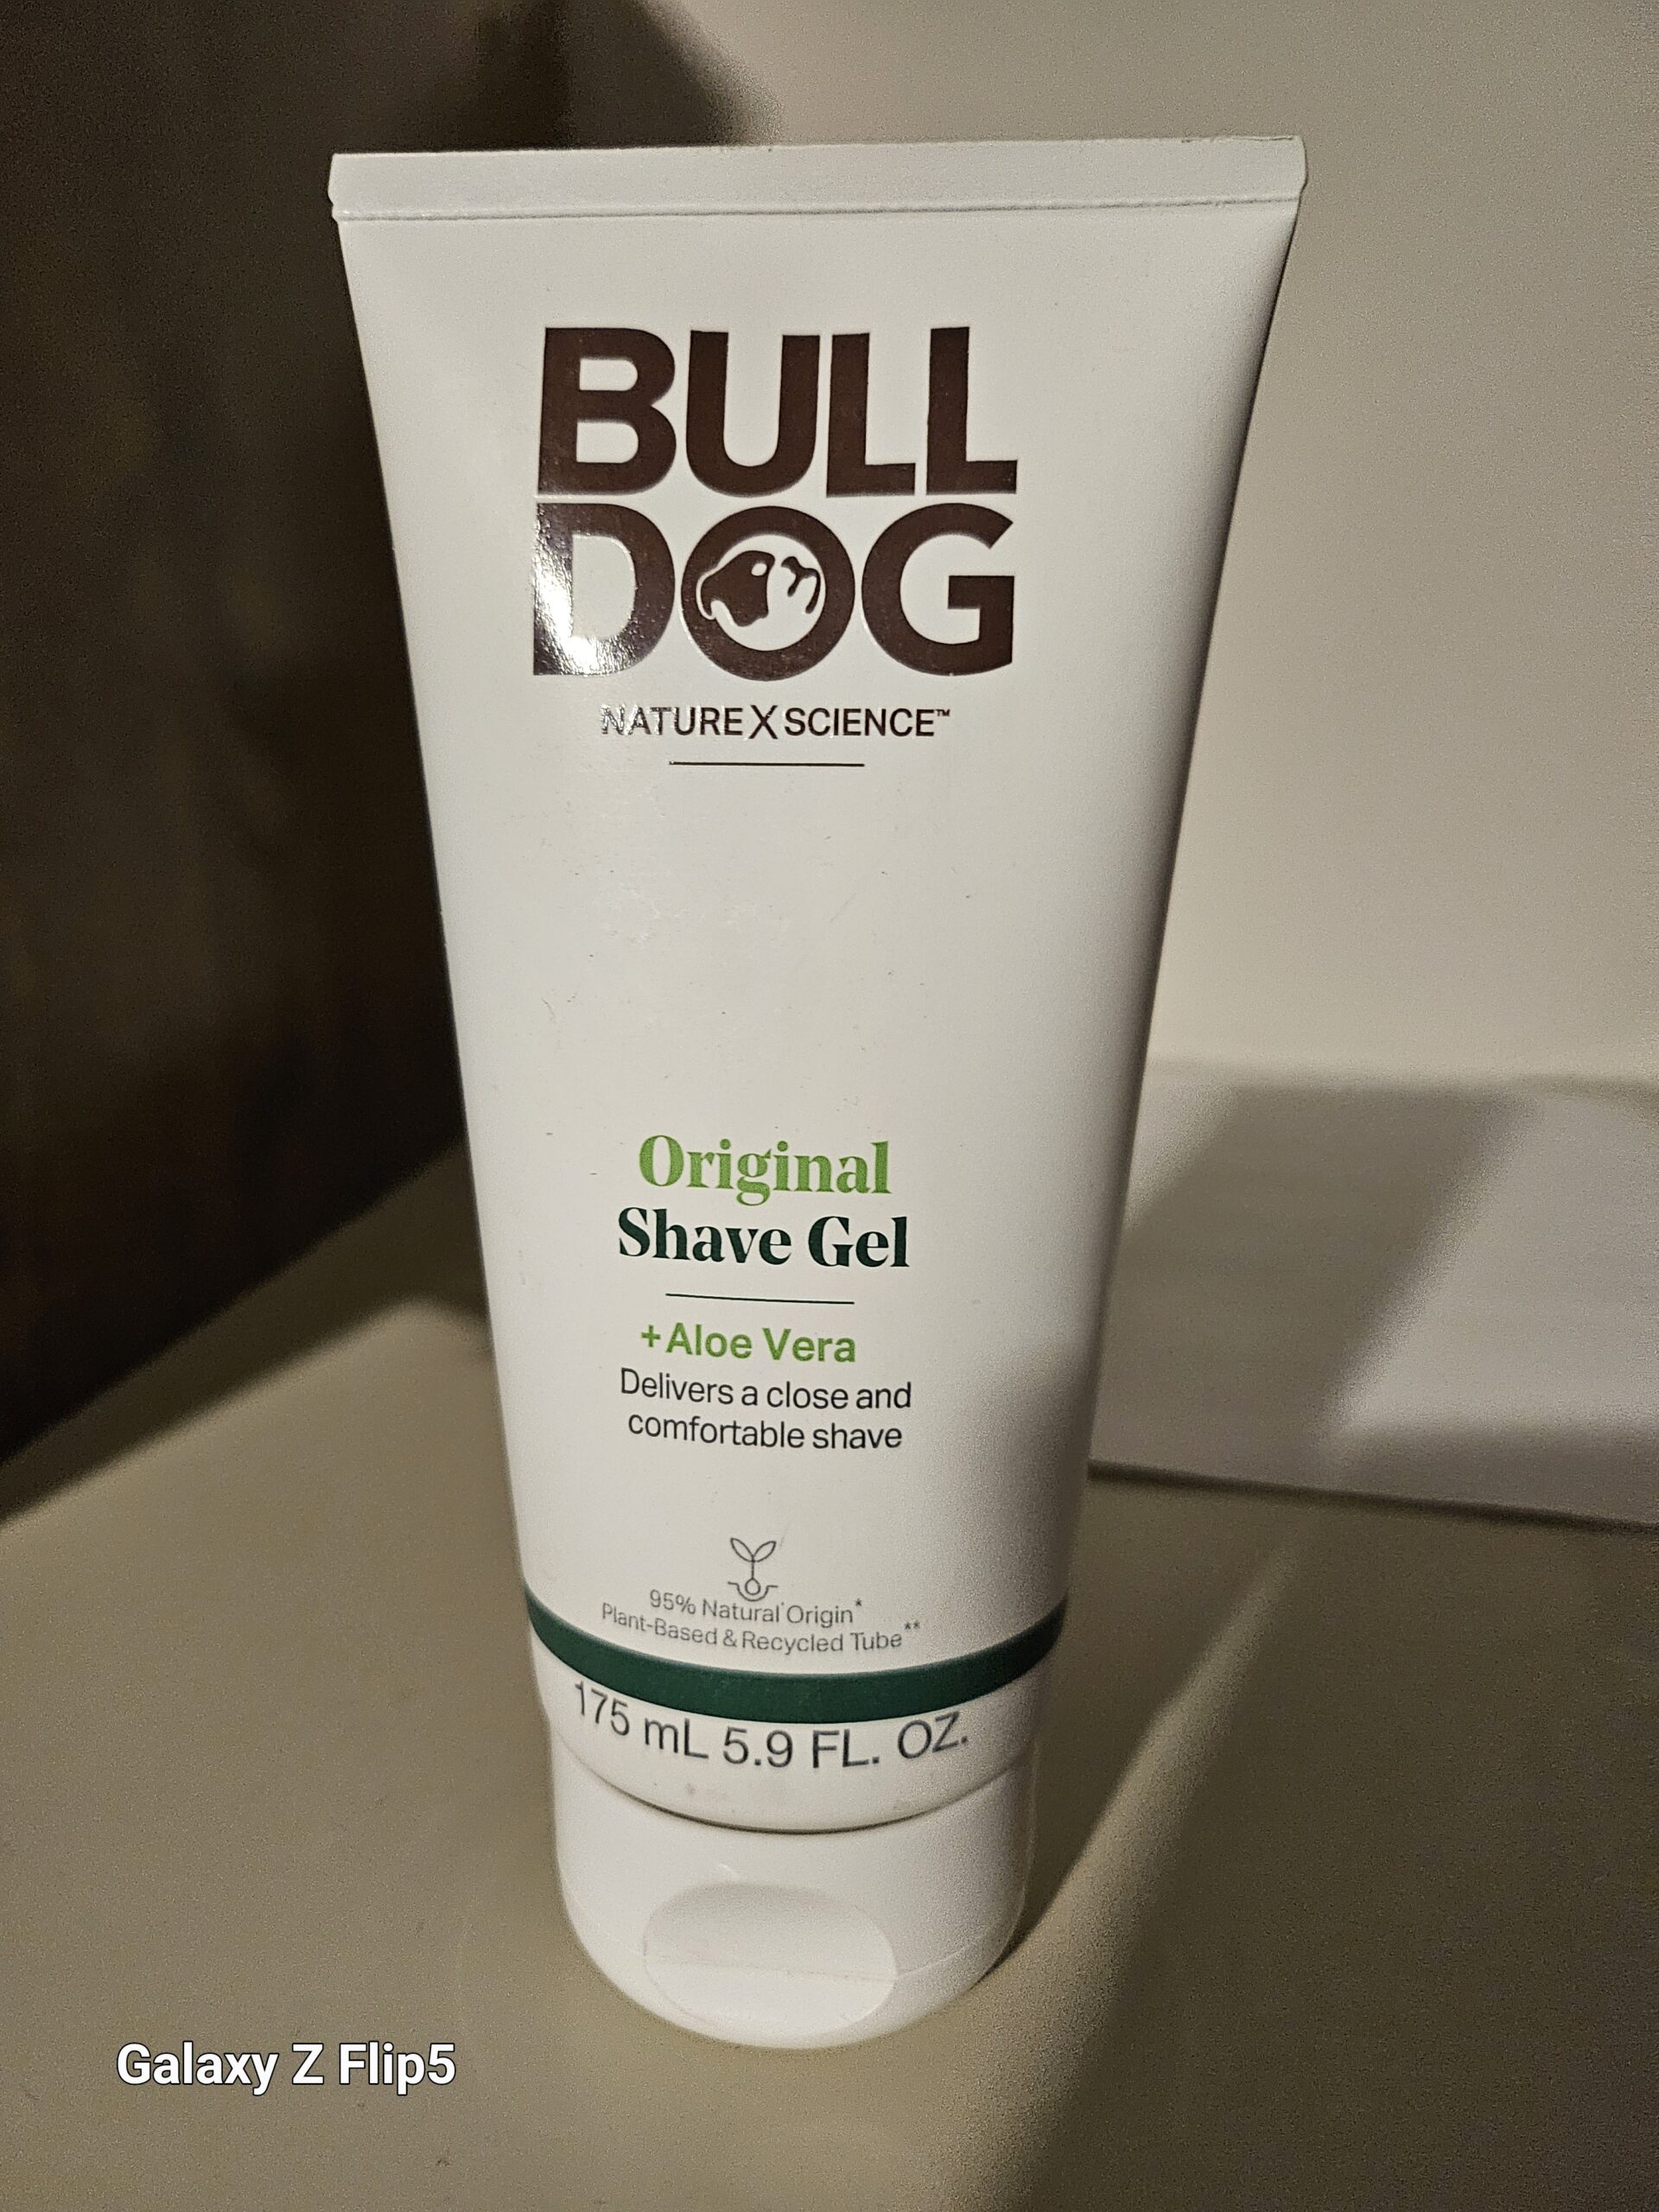 BULL
DOG
NATURE X SCIENCE™
Original
Shave Gel
+Aloe Vera
Delivers a close and
comfortable shave
95% Natural Origin*
Plant-Based & Recycled Tube**
175 mL 5.9 FL. OZ.
Galaxy Z Flip5